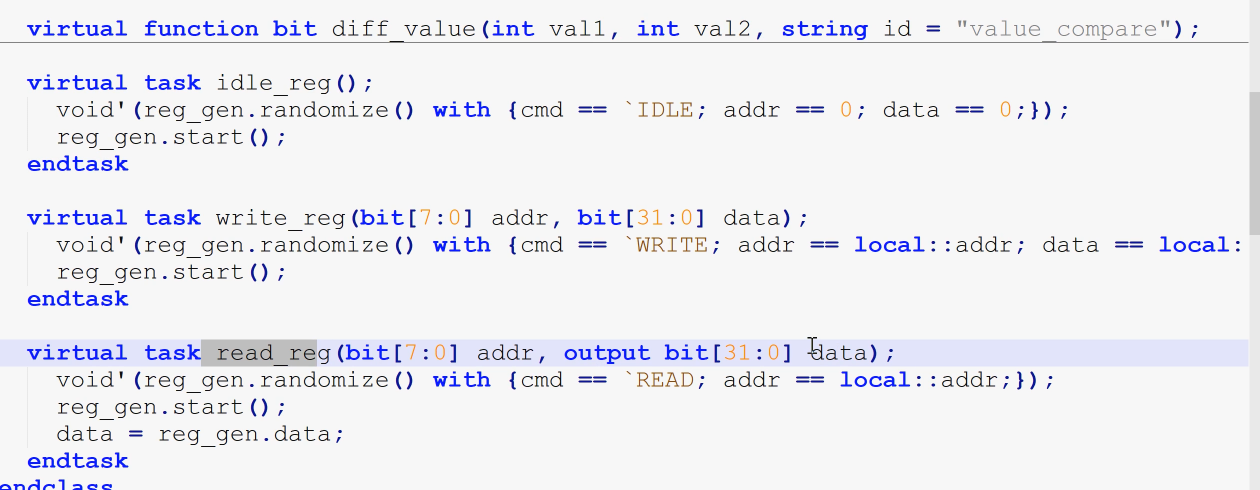 virtual function bit diff_value(int val1, int val2, string id = "value_compare");
virtual task idle_reg();
void'(reg_gen.randomize() with {cmd == `IDLE; addr == 0; data == 0;});
reg_gen.start();
endtask
virtual task write_reg(bit[7:0] addr, bit[31:0] data);
void'(reg_gen.randomize() with {cmd == `WRITE; addr == local::addr; data == local:
reg_gen.start();
endtask
virtual task read_reg(bit[7:0] addr, output bit[31:0] data);
void'(reg_gen.randomize() with {cmd == `READ; addr == local::addr;});
reg_gen.start();
data = reg_gen.data;
endtask
endclass